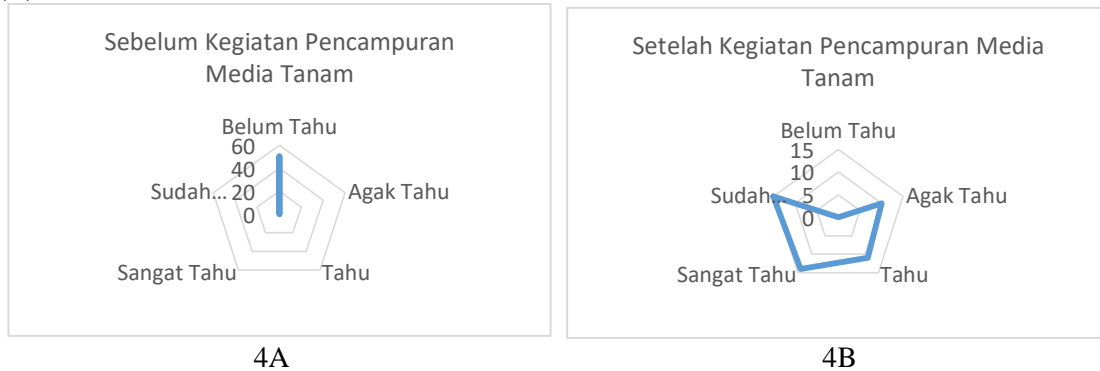 Sebelum Kegiatan Pencampuran
Media Tanam
Belum Tahu
60
40
20
0
Agak Tahu
Tahu
Sangat Tahu
Sudah...
4A
Setelah Kegiatan Pencampuran Media
Tanam
Belum Tahu
15
10
5
0
Agak Tahu
Tahu
Sangat Tahu
Sudah...
4B